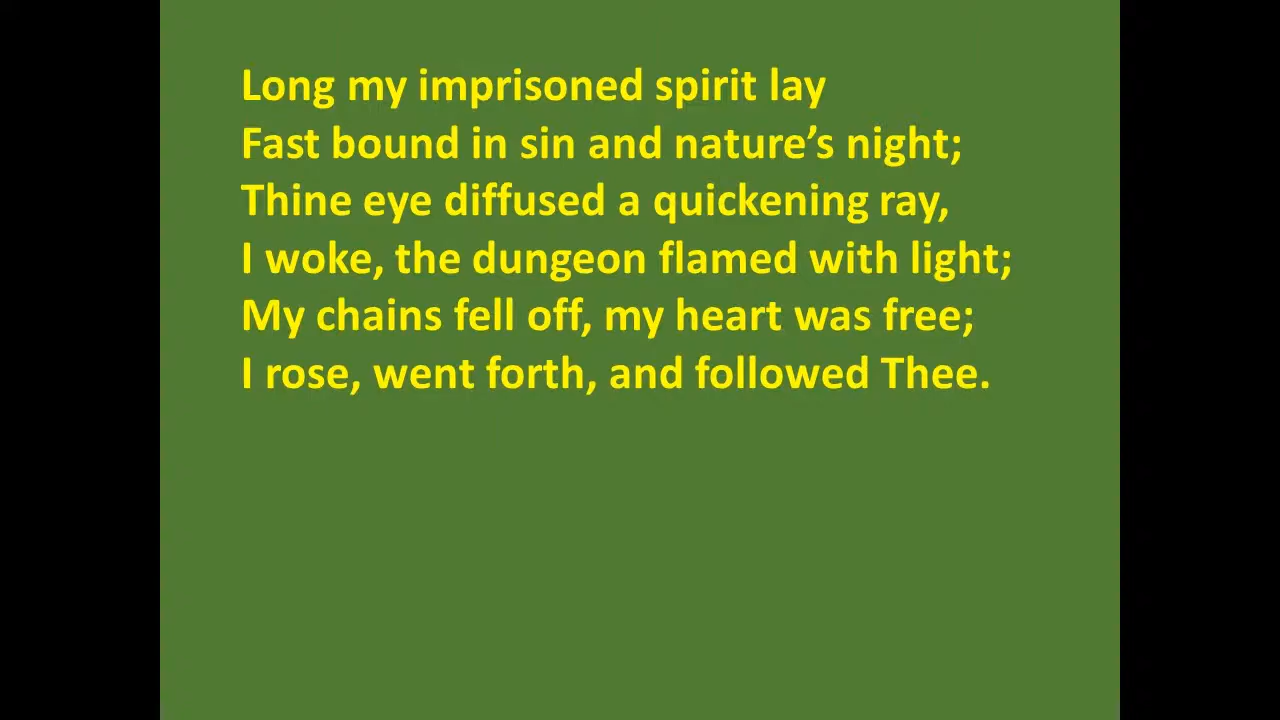 Long my imprisoned spirit lay
Fast bound in sin and nature’s night;
Thine eye diffused a quickening ray,
I woke, the dungeon flamed with light;
My chains fell off, my heart was free;
I rose, went forth, and followed Thee.